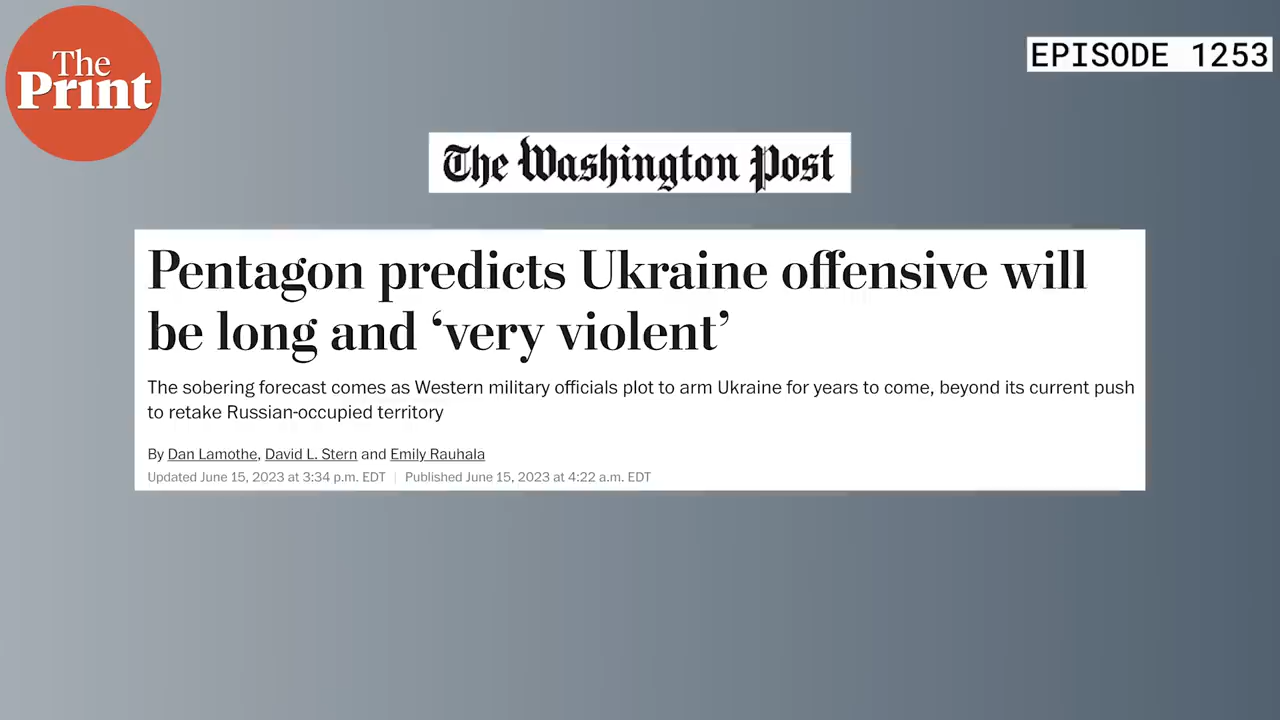 The
Print
EPISODE 1253
The Washington Post
Pentagon predicts Ukraine offensive will
be long and ‘very violent’
The sobering forecast comes as Western military officials plot to arm Ukraine for years to come, beyond its current push
to retake Russian-occupied territory
By Dan Lamothe, David L. Stern and Emily Rauhala
Updated June 15, 2023 at 3:34 p.m. EDT | Published June 15, 2023 at 4:22 a.m. EDT